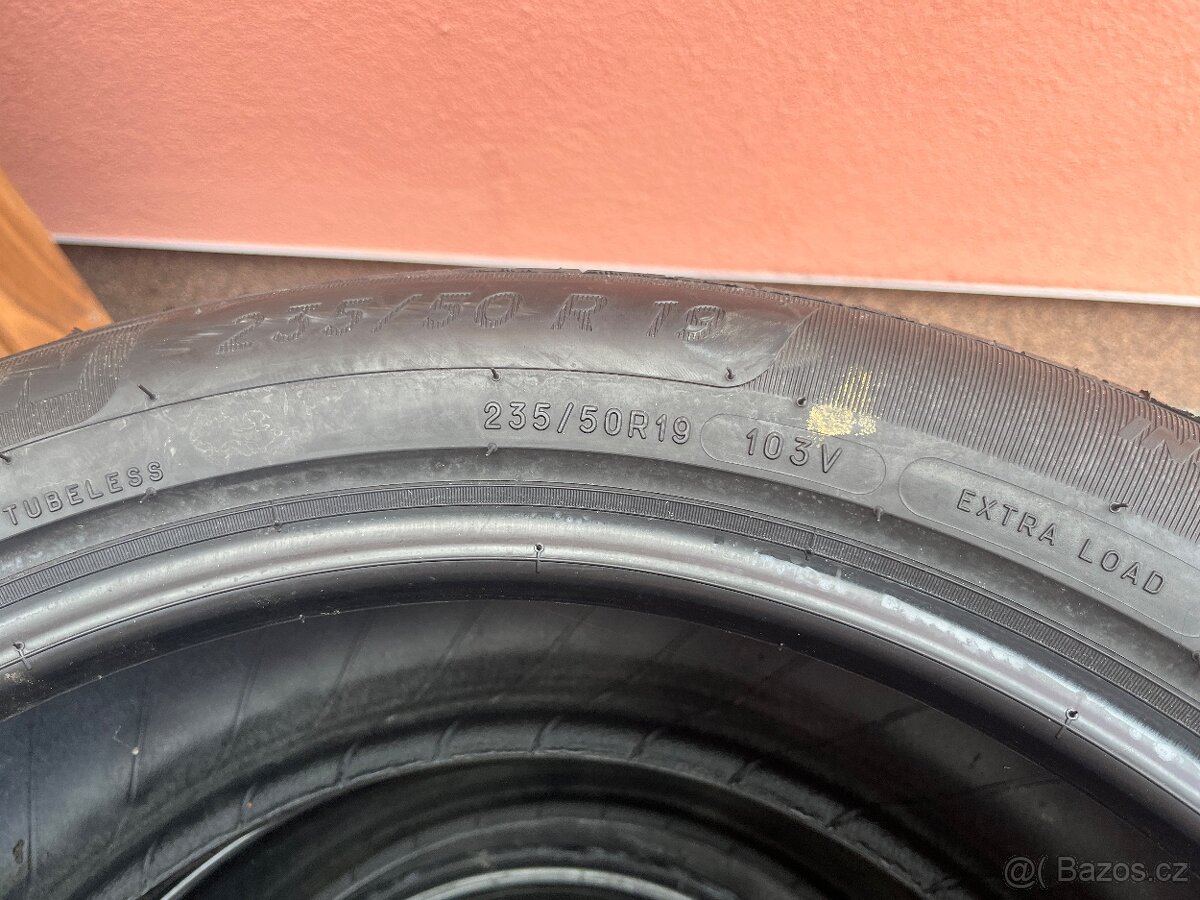 235/50 R 19
235/50R19 103V
EXTRA LOAD
TUBELESS
@( Bazos.cz